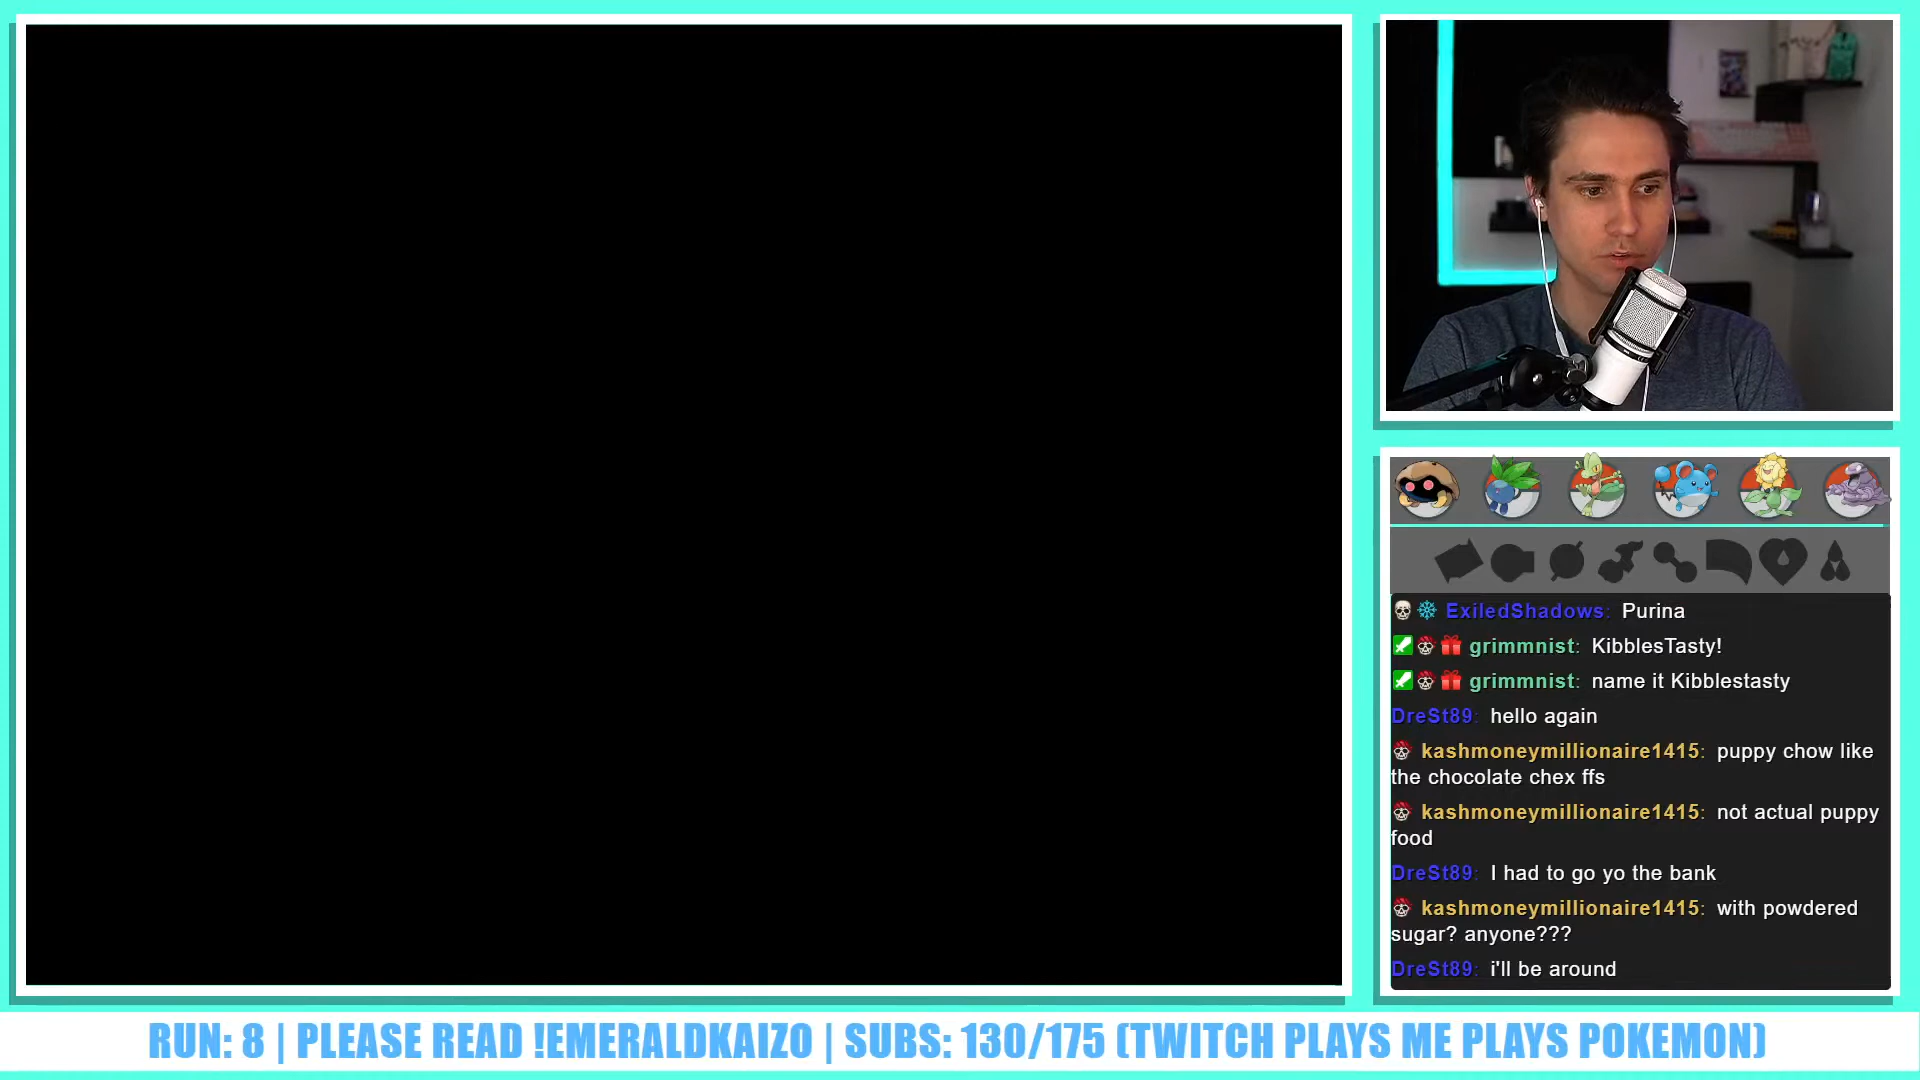 ExiledShadows: Purina
grimmnist: KibblesTasty!
grimmnist: name it Kibblestasty
DreSt89: hello again
kashmoneymillionaire1415: puppy chow like
the chocolate chex ffs
kashmoneymillionaire1415: not actual puppy
food
DreSt89: I had to go yo the bank
kashmoneymillionaire1415: with powdered
sugar? anyone???
DreSt89: i'll be around
RUN: 8 | PLEASE READ !EMERALDKAIZO | SUBS: 130/175 (TWITCH PLAYS ME PLAYS POKEMON)